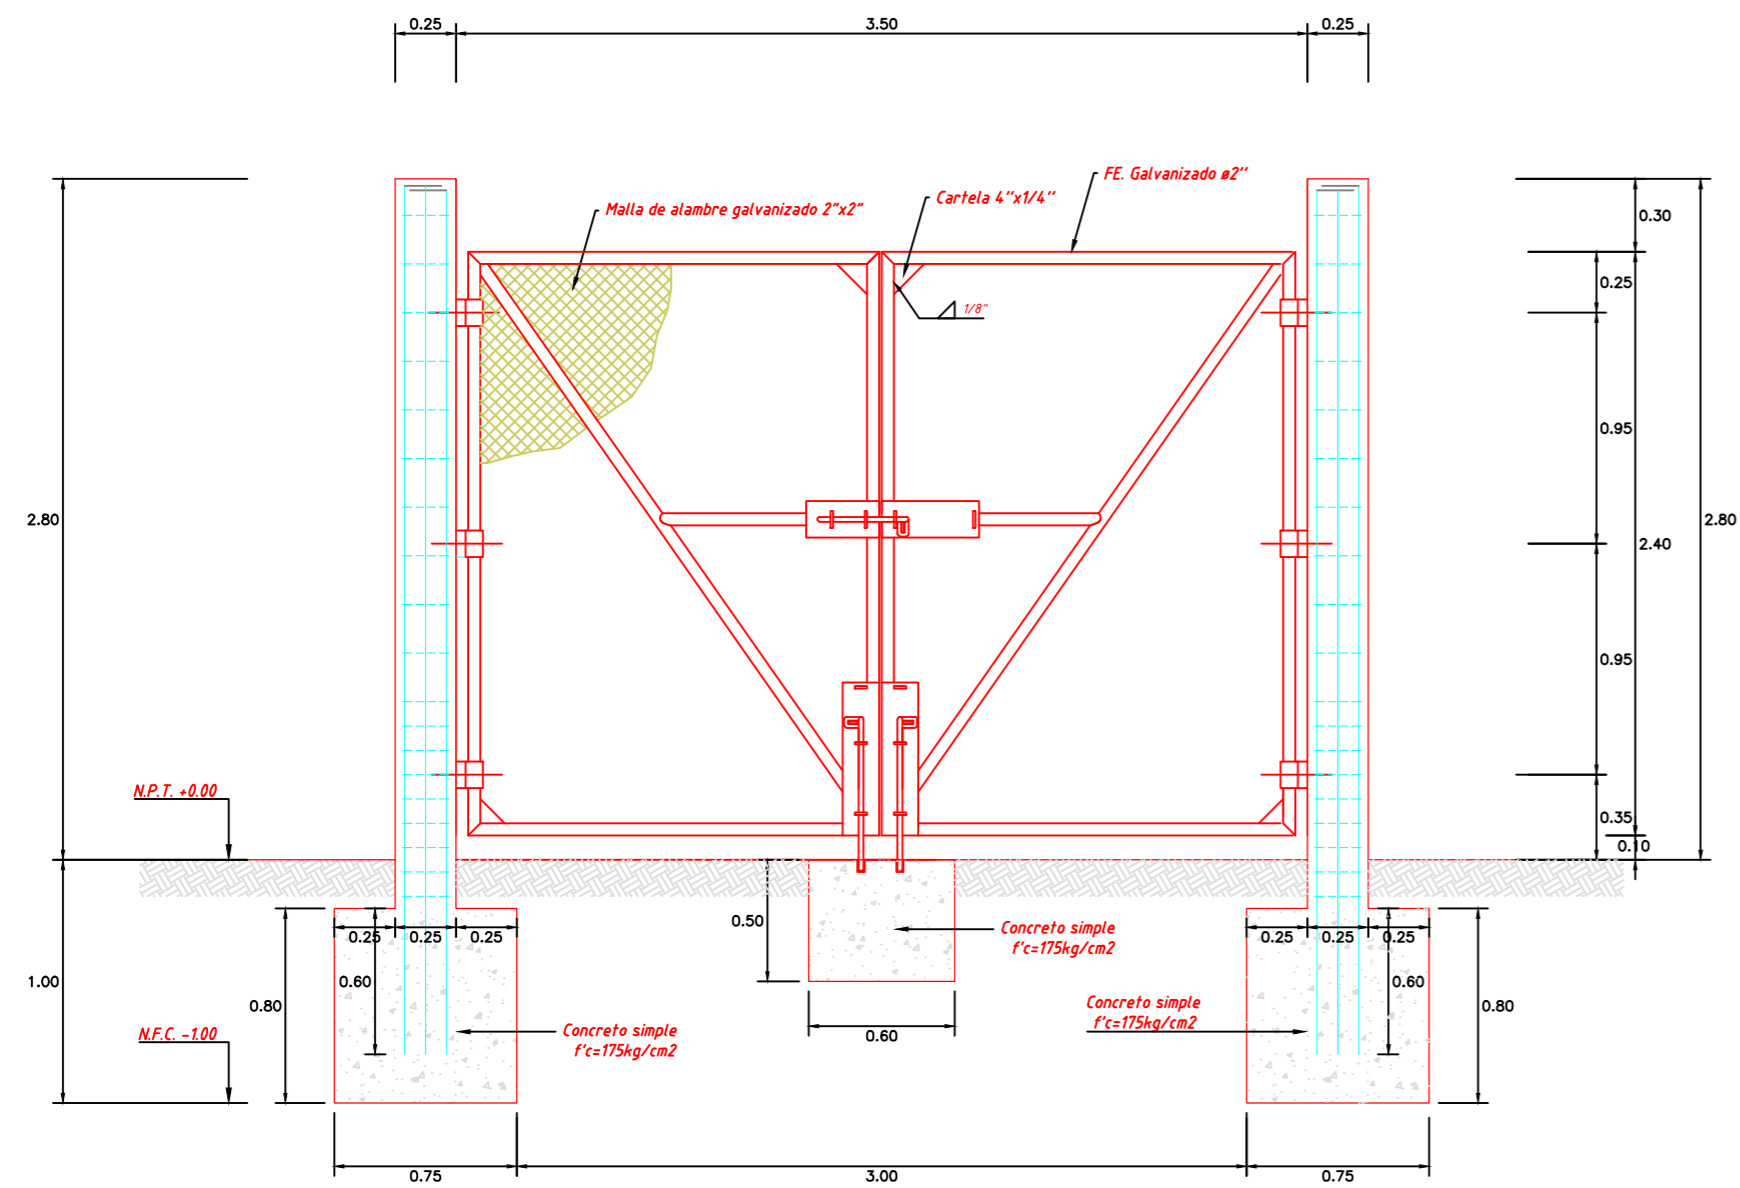 0.25
3.50
0.25
FE. Galvanizado ø2''
Cartela 4''x1/4''
Malla de alambre galvanizado 2"x2"
0.30
0.25
1/8"
0.95
2.80
2.80
2.40
0.95
N.P.T. +0.00
0.35
0.10
0.50
Concreto simple
f'c=175kg/cm2
0.25
0.25
0.25
0.25
0.25
0.25
1.00
0.60
0.60
0.80
0.80
Concreto simple
f'c=175kg/cm2
N.F.C. -1.00
Concreto simple
f'c=175kg/cm2
0.60
0.75
3.00
0.75